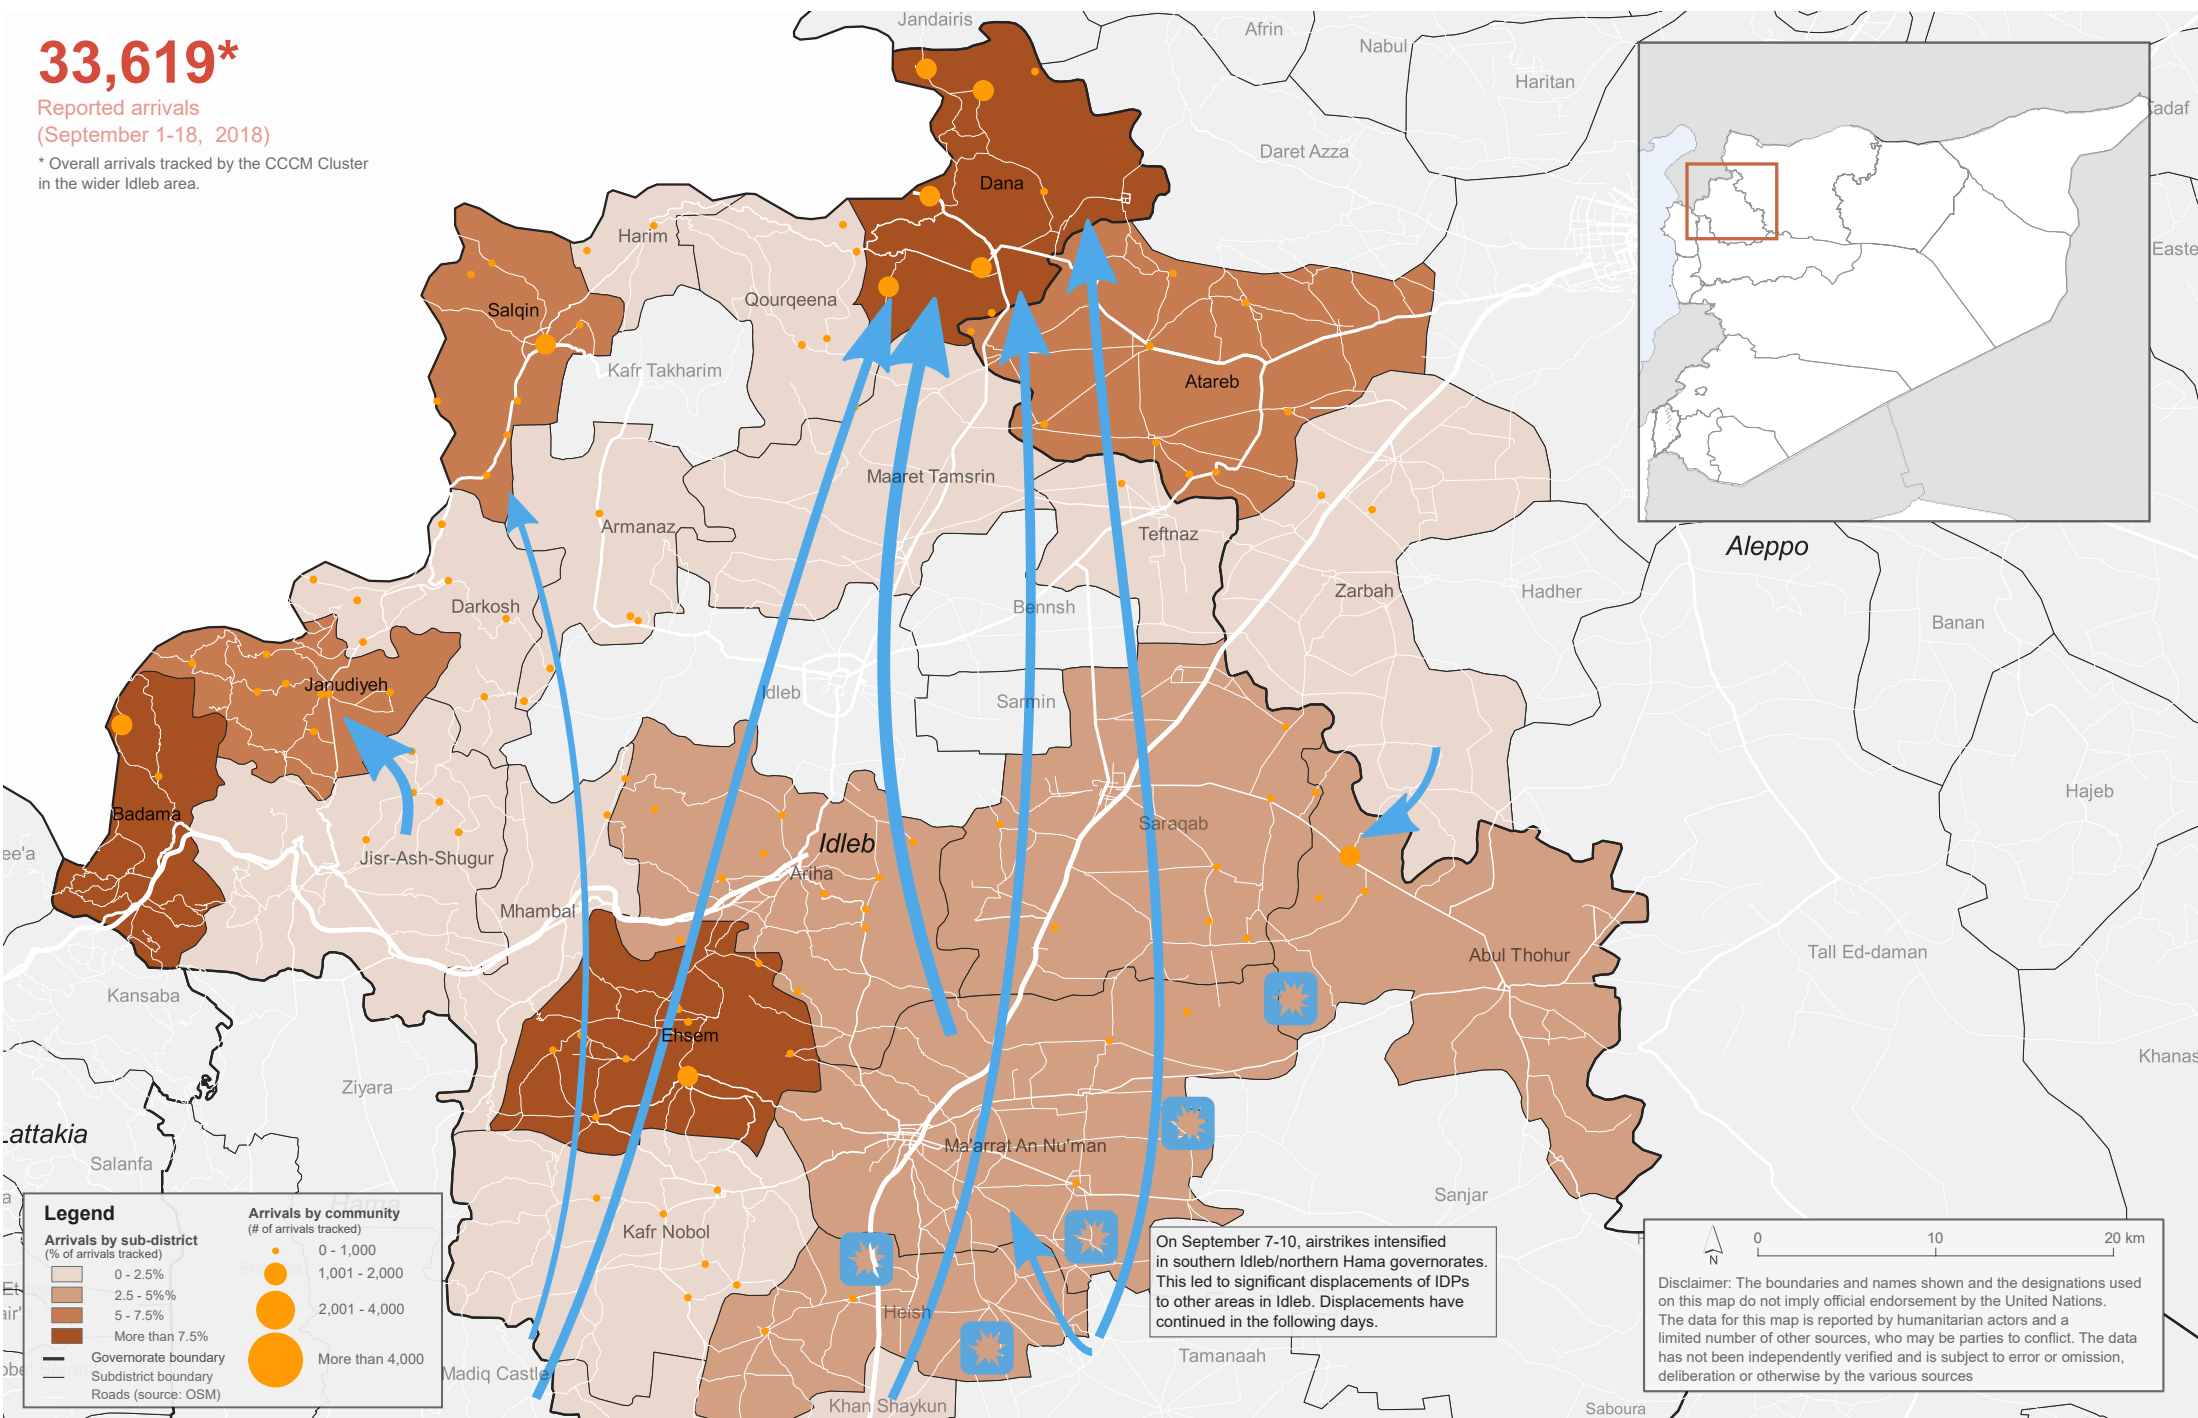 33,619*
Reported arrivals
(September 1-18, 2018)
* Overall arrivals tracked by the CCCM Cluster
in the wider Idleb area.
Jandairis
Afrin
Nabul
Haritan
Daret Azza
Dana
Harim
Salqin
Qourqeena
Kafr Takharim
Atareb
Maaret Tamsrin
Armanaz
Teftnaz
Aleppo
Darkosh
Bennsh
Zarbah
Hadher
Banan
Janudiyeh
Idleb
Sarmin
Badama
Hajeb
Saraqab
Idleb
Jisr-Ash-Shugur
Ariha
Mhambal
Abul Thohur
Tall Ed-daman
Kansaba
Ehsem
Khanas
Ziyara
Lattakia
Salanfa
Ma'arrat An Nu'man
Sanjar
Hama
Kafr Nobol
Heish
Madiq Castle
Tamanaah
Khan Shaykun
Saboura
Easte
ee'a
Legend
Arrivals by sub-district
(% of arrivals tracked)
0 - 2.5%
2.5 - 5%%
5 - 7.5%
More than 7.5%
Governorate boundary
Subdistrict boundary
Roads (source: OSM)
Arrivals by community
(# of arrivals tracked)
0 - 1,000
1,001 - 2,000
2,001 - 4,000
More than 4,000
On September 7-10, airstrikes intensified
in southern Idleb/northern Hama governorates.
This led to significant displacements of IDPs
to other areas in Idleb. Displacements have
continued in the following days.
N
0
10
20 km
Disclaimer: The boundaries and names shown and the designations used
on this map do not imply official endorsement by the United Nations.
The data for this map is reported by humanitarian actors and a
limited number of other sources, who may be parties to conflict. The data
has not been independently verified and is subject to error or omission,
deliberation or otherwise by the various sources